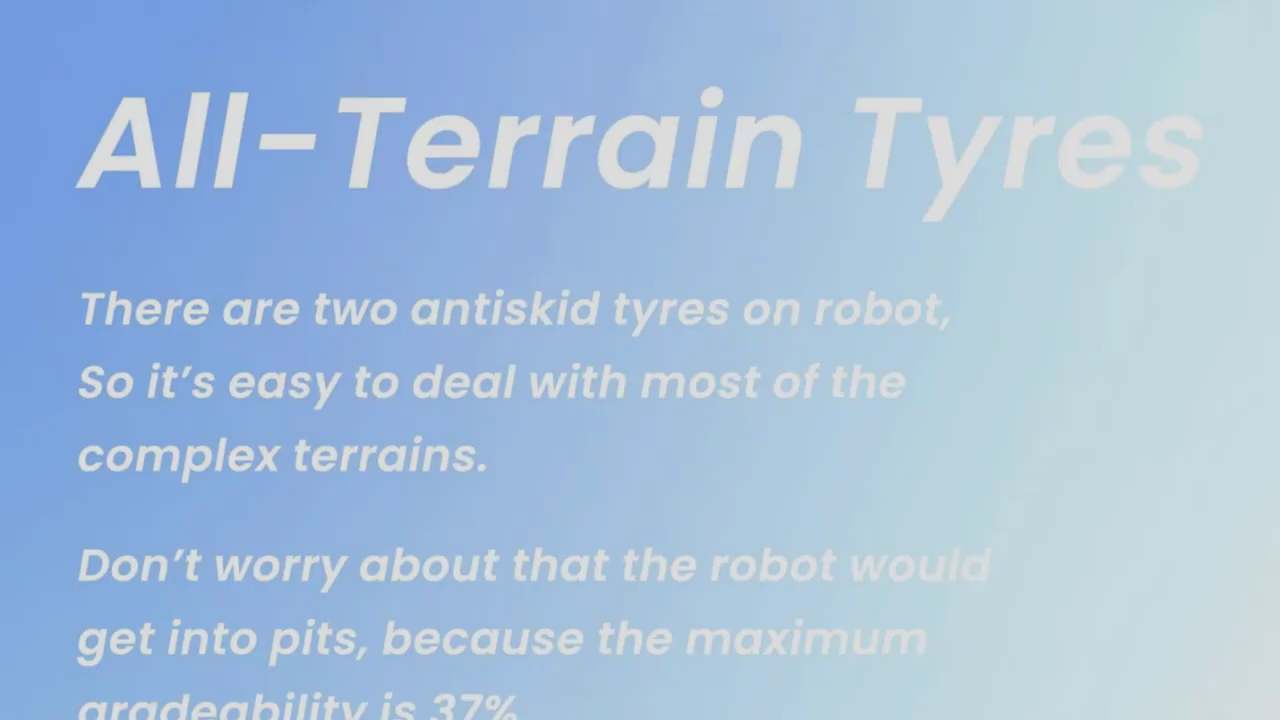 All-Terrain Tyres
There are two antiskid tyres on robot,
So it’s easy to deal with most of the
complex terrains.
Don’t worry about that the robot would
get into pits, because the maximum
gradeability is 37%